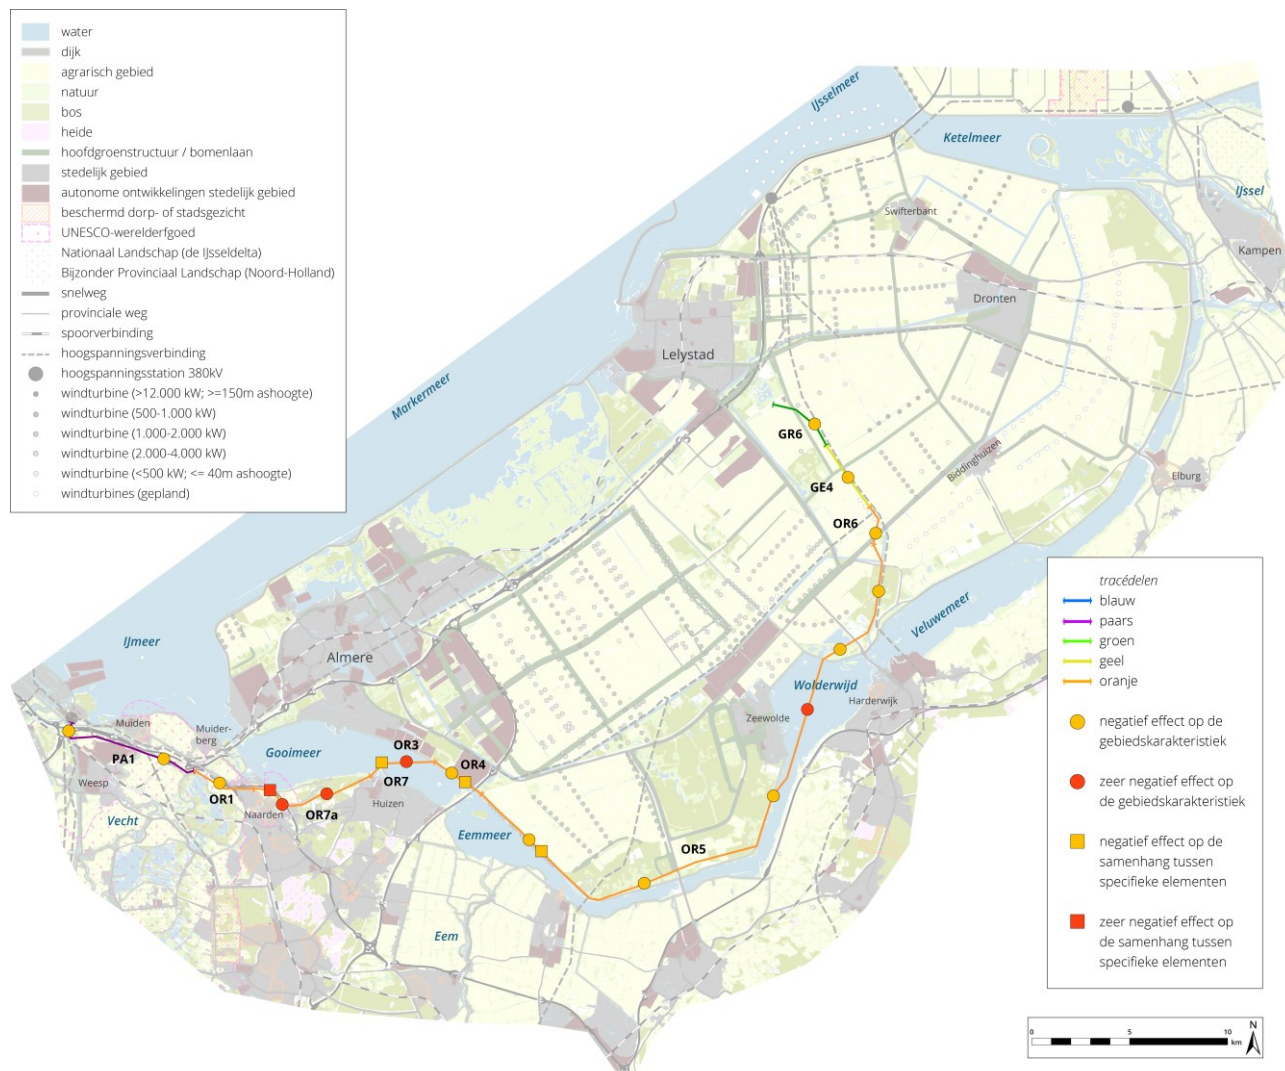 water
dijk
agrarisch gebied
natuur
bos
heide
hoofdgroenstructuur / bomenlaan
stedelijk gebied
autonome ontwikkelingen stedelijk gebied
beschermd dorp- of stadsgezicht
UNESCO-werelderfgoed
Nationaal Landschap (de IJsseldelta)
Bijzonder Provinciaal Landschap (Noord-Holland)
snelweg
provinciale weg
spoorverbinding
hoogspanningsverbinding
hoogspanningsstation 380kV
windturbine (>12.000 kW; >=150m ashoogte)
windturbine (500-1.000 kW)
windturbine (1.000-2.000 kW)
windturbine (2.000-4.000 kW)
windturbine (<500 kW; <= 40m ashoogte)
windturbines (gepland)
IJsselmeer
Ketelmeer
IJssel
Swifterbant
Kampen
Dronten
Lelystad
Markermeer
GR6
Biddinghuizen
Elburg
GE4
OR6
Veluwemeer
IJmeer
Almere
Wolderwijd
Harderwijk
Zeewolde
Muiden
Muider-
berg
Gooimeer
OR3
PA1
OR4
OR7
Weesp
OR1
Huizen
Naarden
OR7a
Vecht
Eemmeer
OR5
Eem
tracédelen
blauw
paars
groen
geel
oranje
negatief effect op de
gebiedskarakteristiek
zeer negatief effect op
de gebiedskarakteristiek
negatief effect op de
samenhang tussen
specifieke elementen
zeer negatief effect op
de samenhang tussen
specifieke elementen
0 5 10
km
N